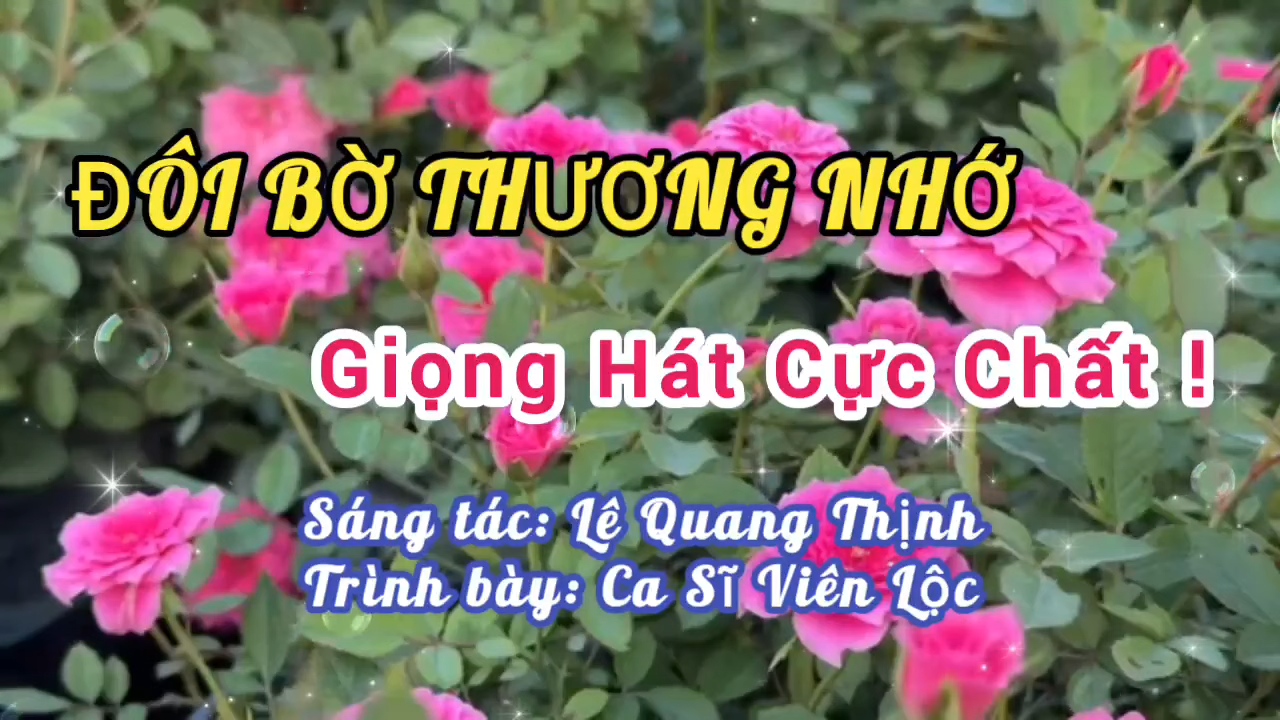 ĐÔI BỜ THƯƠNG NHỚ
Giọng Hát Cực Chất !
Sáng tác: Lê Quang Thịnh
Trình bày: Ca Sĩ Viên Lộc